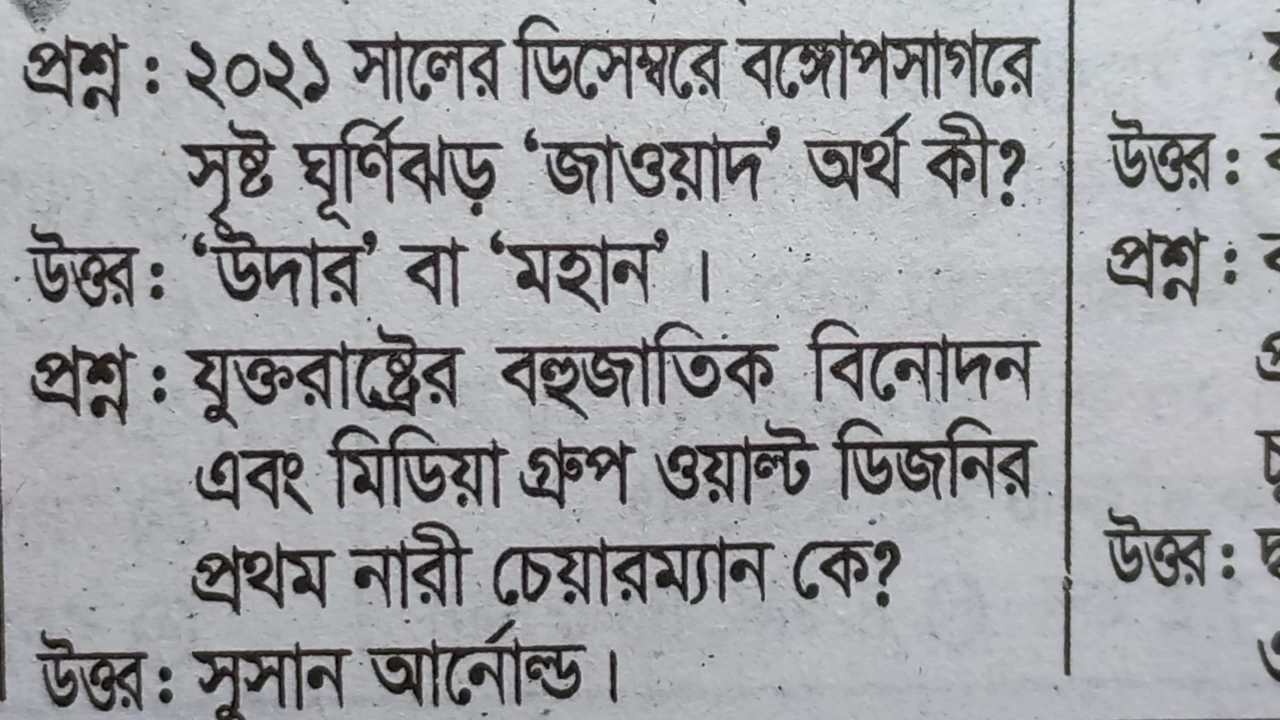 প্রশ্ন : ২০২১ সালের ডিসেম্বরে বঙ্গোপসাগরে
সৃষ্ট ঘূর্ণিঝড় ‘জাওয়াদ’ অর্থ কী?
উত্তর : ‘উদার’ বা ‘মহান’ ।
প্রশ্ন : যুক্তরাষ্ট্রের বহুজাতিক বিনোদন
এবং মিডিয়া গ্রুপ ওয়াল্ট ডিজনির
প্রথম নারী চেয়ারম্যান কে?
উত্তর : সুসান আর্নোল্ড ।
উত্তর :
প্রশ্ন :
উত্তর :